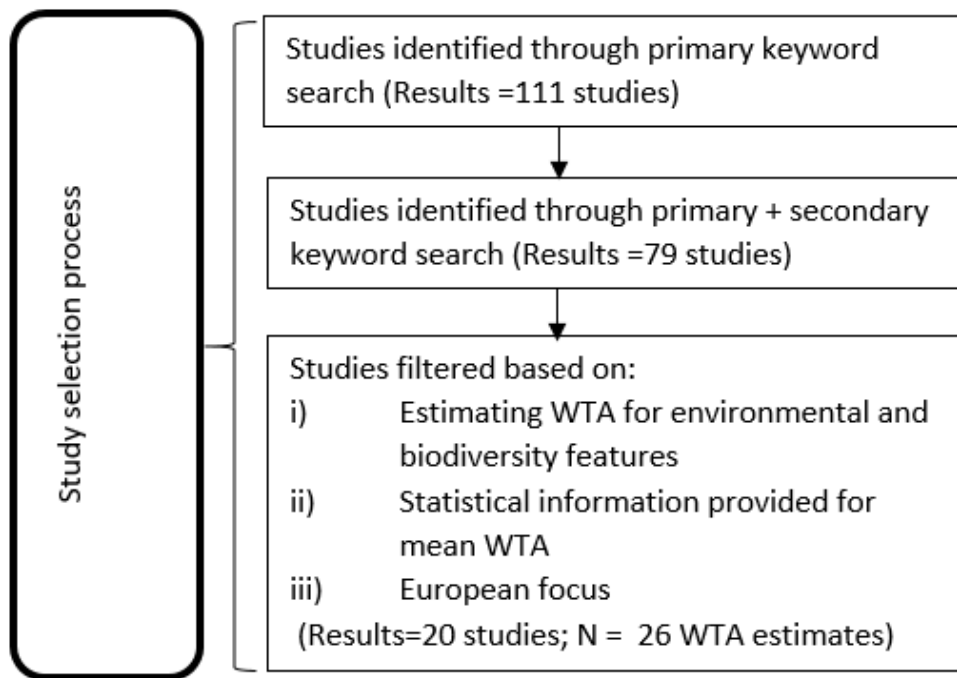 Study selection process
Studies identified through primary keyword
search (Results =111 studies)
Studies identified through primary + secondary
keyword search (Results =79 studies)
Studies filtered based on:
i) Estimating WTA for environmental and
biodiversity features
ii) Statistical information provided for
mean WTA
iii) European focus
(Results=20 studies; N = 26 WTA estimates)